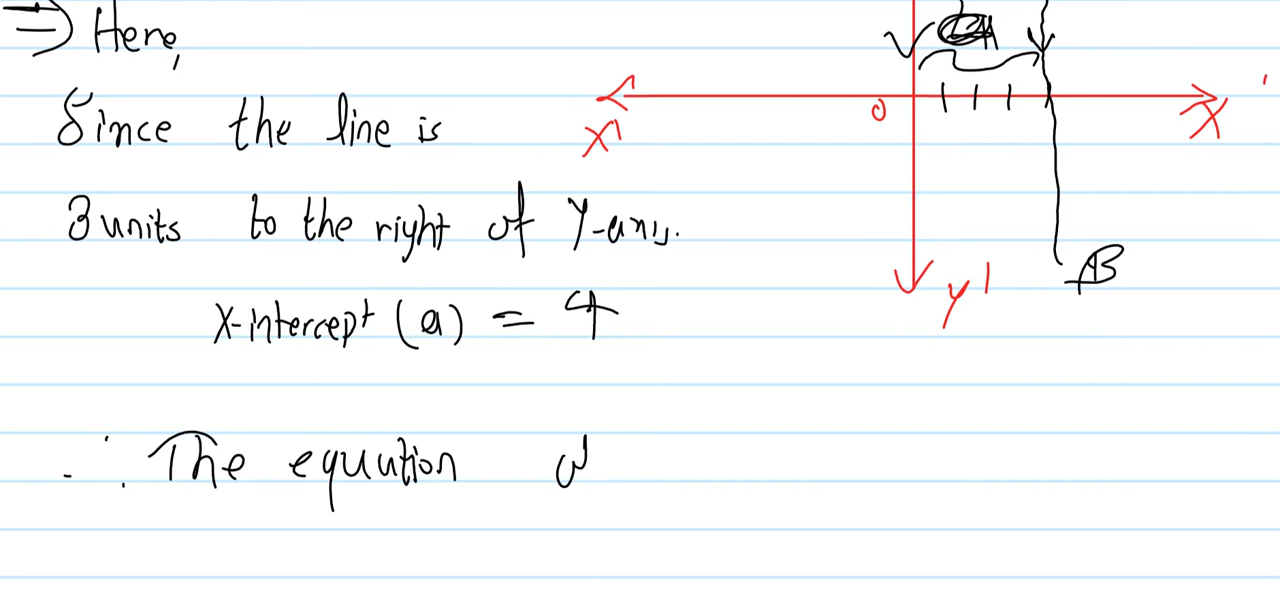 ⇒ Here,
Since the line is
3 units to the right of Y-axis.
X-intercept (a) = 4
∴ The equation of
X'
O
X
Y'
B